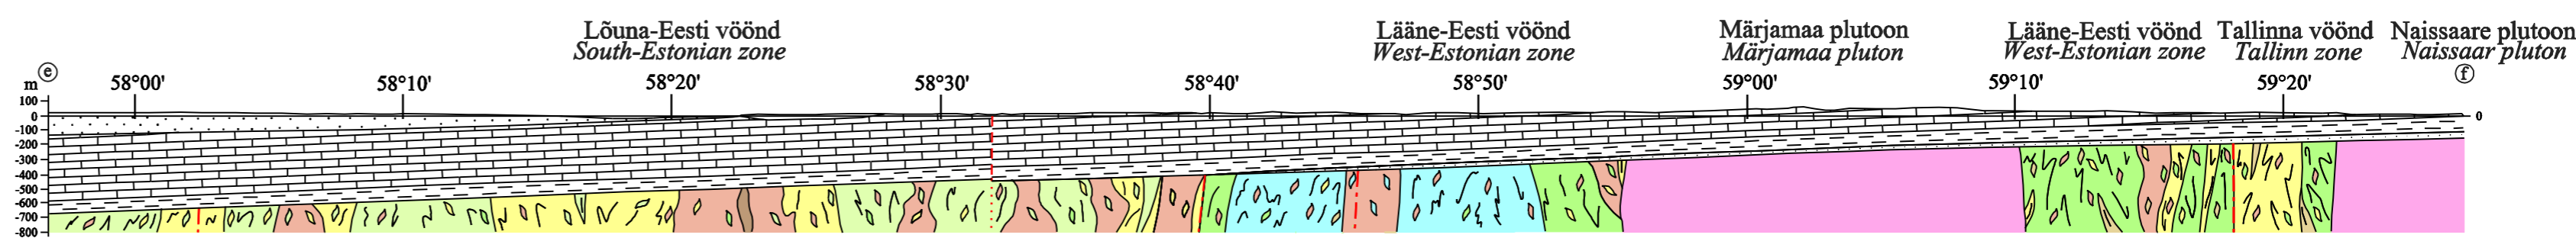 Lõuna-Eesti vöönd
South-Estonian zone
Lääne-Eesti vöönd
West-Estonian zone
Märjamaa plutoon
Märjamaa pluton
Lääne-Eesti vöönd
West-Estonian zone
Tallinna vöönd
Tallinn zone
Naissaare plutoon
Naissaar pluton
e
f
m
58°00'
58°10'
58°20'
58°30'
58°40'
58°50'
59°00'
59°10'
59°20'
100
0
-100
-200
-300
-400
-500
-600
-700
-800
0